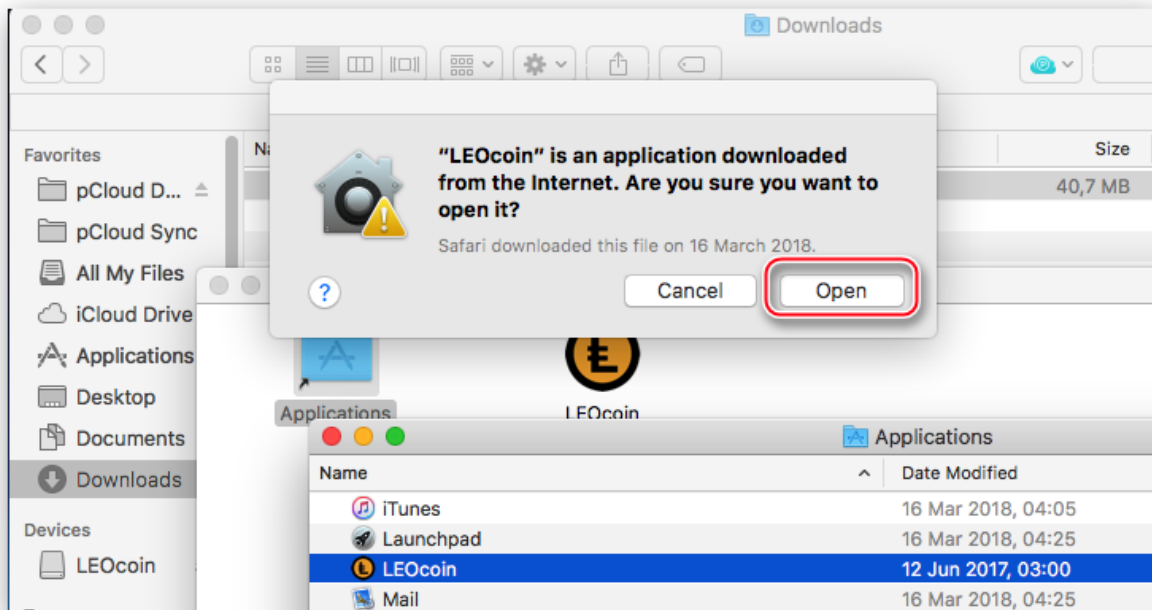 Downloads
Favorites
pCloud D...
pCloud Sync
All My Files
iCloud Drive
Applications
Desktop
Documents
Downloads
Devices
LEOcoin
Size
40,7 MB
“LEOcoin” is an application downloaded
from the Internet. Are you sure you want to
open it?
Safari downloaded this file on 16 March 2018.
?
Cancel
Open
Applications
LEOcoin
Applications
Name
Date Modified
iTunes
16 Mar 2018, 04:05
Launchpad
16 Mar 2018, 04:25
LEOcoin
12 Jun 2017, 03:00
Mail
16 Mar 2018, 04:25